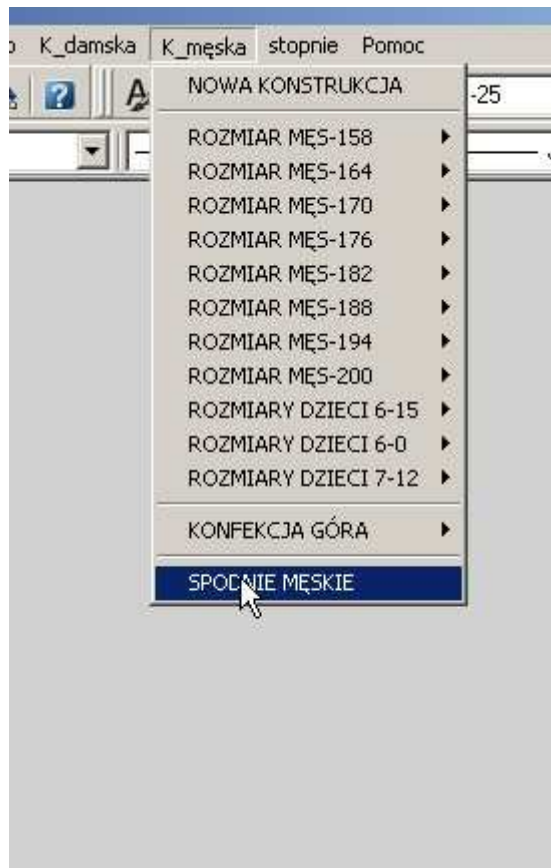 K_damska K_męska stopnie Pomoc
NOWA KONSTRUKCJA
-25
ROZMIAR MĘS-158
ROZMIAR MĘS-164
ROZMIAR MĘS-170
ROZMIAR MĘS-176
ROZMIAR MĘS-182
ROZMIAR MĘS-188
ROZMIAR MĘS-194
ROZMIAR MĘS-200
ROZMIARY DZIECI 6-15
ROZMIARY DZIECI 6-0
ROZMIARY DZIECI 7-12
KONFEKCJA GÓRA
SPODNIE MĘSKIE